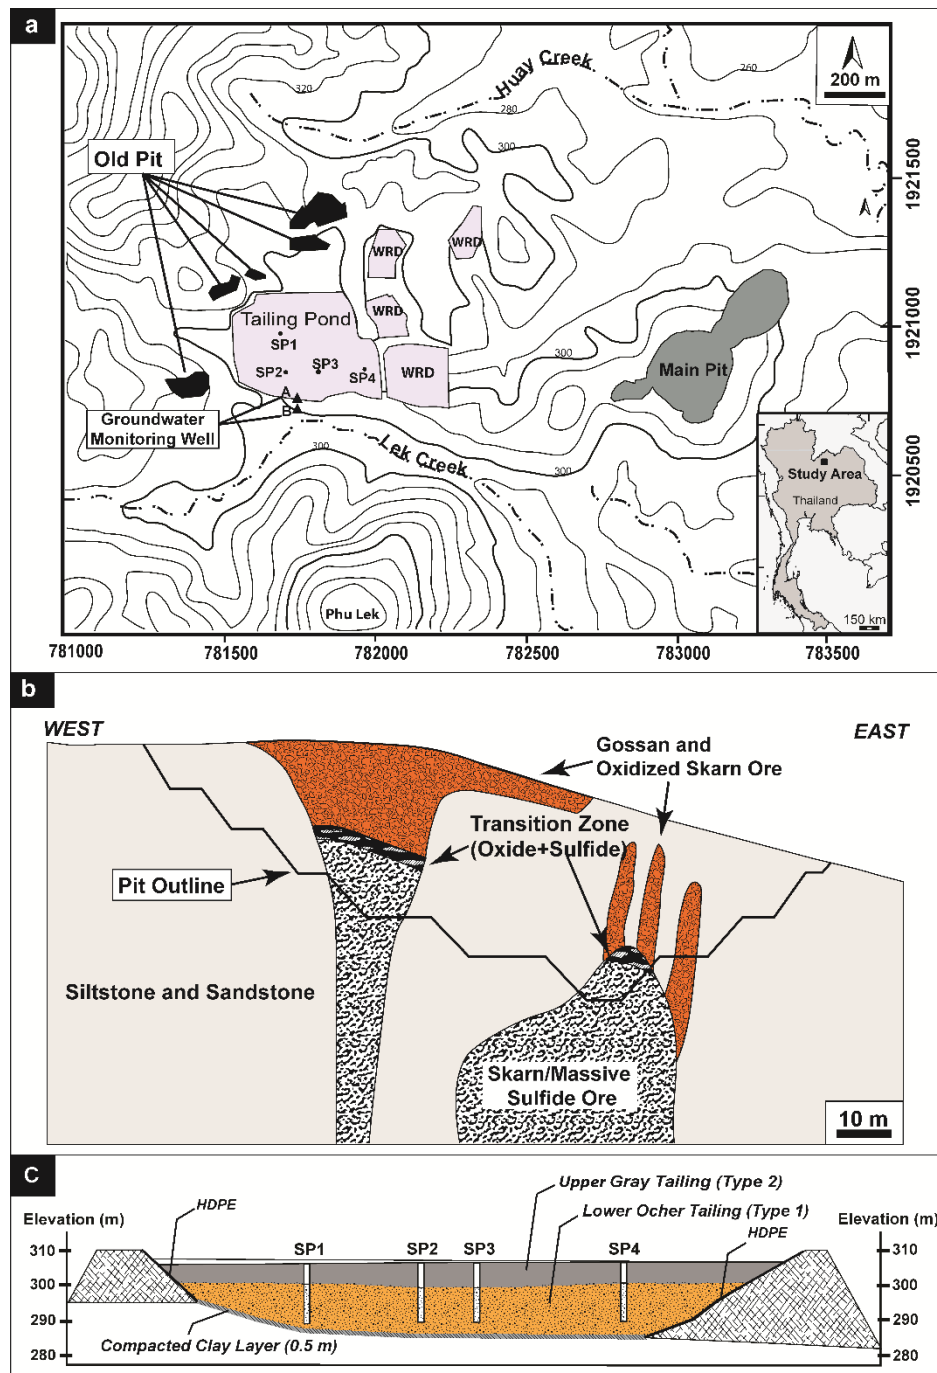 a
Huay Creek
320
280
260
300
200 m
Old Pit
WRD
WRD
1921500
Tailing Pond
SP1
SP2
SP3
SP4
WRD
WRD
300
Main Pit
1921000
A
B
Groundwater
Monitoring Well
300
Lek Creek
300
1920500
Study Area
Thailand
150 km
Phu Lek
781000
781500
782000
782500
783000
783500
b
WEST
EAST
Gossan and
Oxidized Skarn Ore
Transition Zone
(Oxide+Sulfide)
Pit Outline
Siltstone and Sandstone
Skarn/Massive
Sulfide Ore
10 m
C
Upper Gray Tailing (Type 2)
HDPE
Lower Ocher Tailing (Type 1)
HDPE
Elevation (m)
Elevation (m)
SP1
SP2
SP3
SP4
310
300
290
280
310
300
290
280
Compacted Clay Layer (0.5 m)